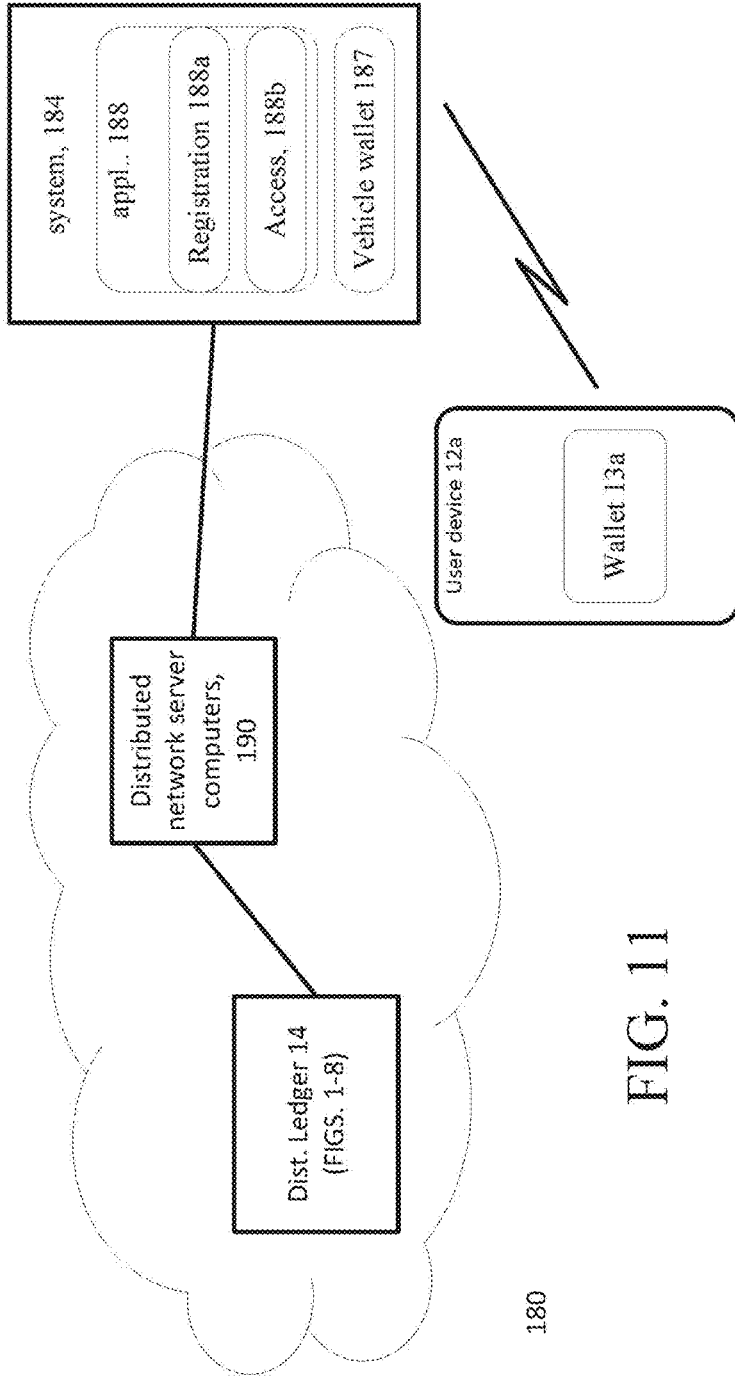 system, 184
appl.. 188
Registration 188a
Access, 188b
Vehicle wallet 187
Distributed
network server
computers,
190
User device 12a
Wallet 13a
Dist. Ledger 14
(FIGS. 1-8)
180
FIG. 11